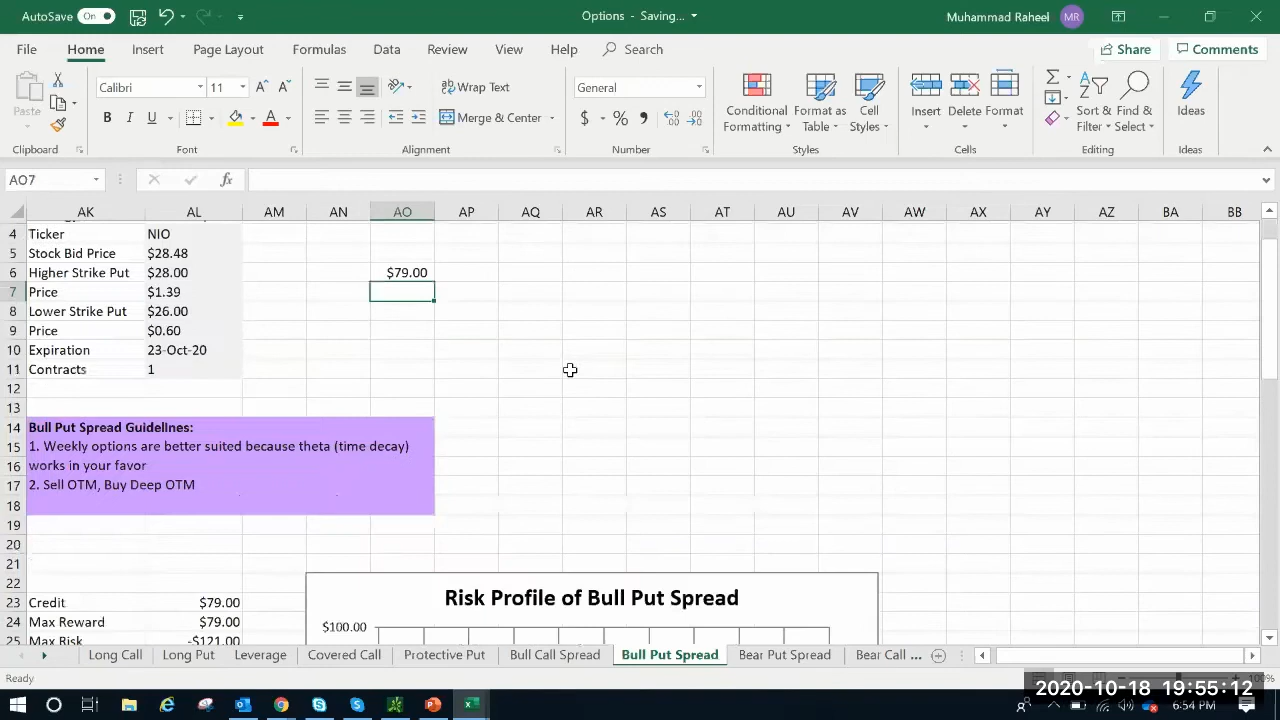 AutoSave On Options - Saving... Muhammad Raheel MR
File Home Insert Page Layout Formulas Data Review View Help Search Share Comments
Paste Calibri 11 B I U A Wrap Text Merge & Center General $ % Conditional Formatting Format as Table Cell Styles Insert Delete Format Sort & Filter Find & Select Ideas
Clipboard Font Alignment Number Styles Cells Editing Ideas
AO7 fx
AK AL AM AN AO AP AQ AR AS AT AU AV AW AX AY AZ BA BB
4 Ticker NIO
5 Stock Bid Price $28.48
6 Higher Strike Put $28.00 $79.00
7 Price $1.39
8 Lower Strike Put $26.00
9 Price $0.60
10 Expiration 23-Oct-20
11 Contracts 1
12
13
14 Bull Put Spread Guidelines:
15 1. Weekly options are better suited because theta (time decay)
16 works in your favor
17 2. Sell OTM, Buy Deep OTM
18
19
20
21
22
Risk Profile of Bull Put Spread
23 Credit $79.00
24 Max Reward $79.00 $100.00
25 Max Risk -$121.00
Long Call Long Put Leverage Covered Call Protective Put Bull Call Spread Bull Put Spread Bear Put Spread Bear Call ...
Ready 100%
2020-10-18 19:55:12
6:54 PM